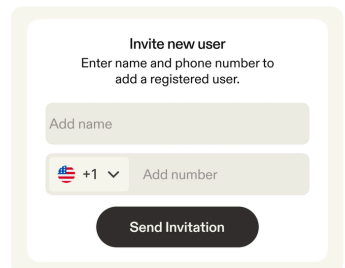 Invite new user
Enter name and phone number to
add a registered user.
Add name
+1 Add number
Send Invitation